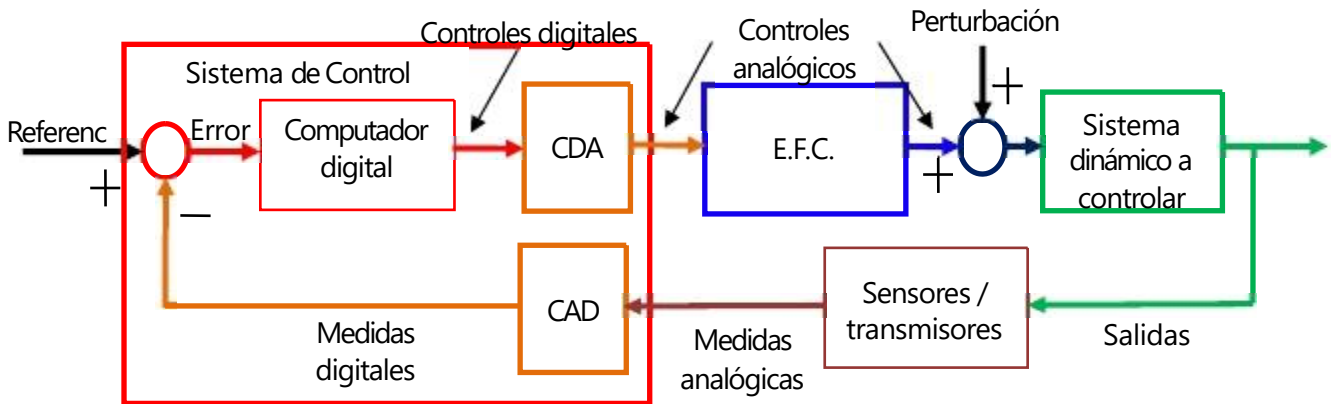 Controles digitales
Controles
analógicos
Perturbación
Sistema de Control
+
Referenc
Error
Computador
digital
CDA
E.F.C.
Sistema
dinámico a
controlar
+
+
−
CAD
Sensores /
transmisores
Medidas
digitales
Medidas
analógicas
Salidas